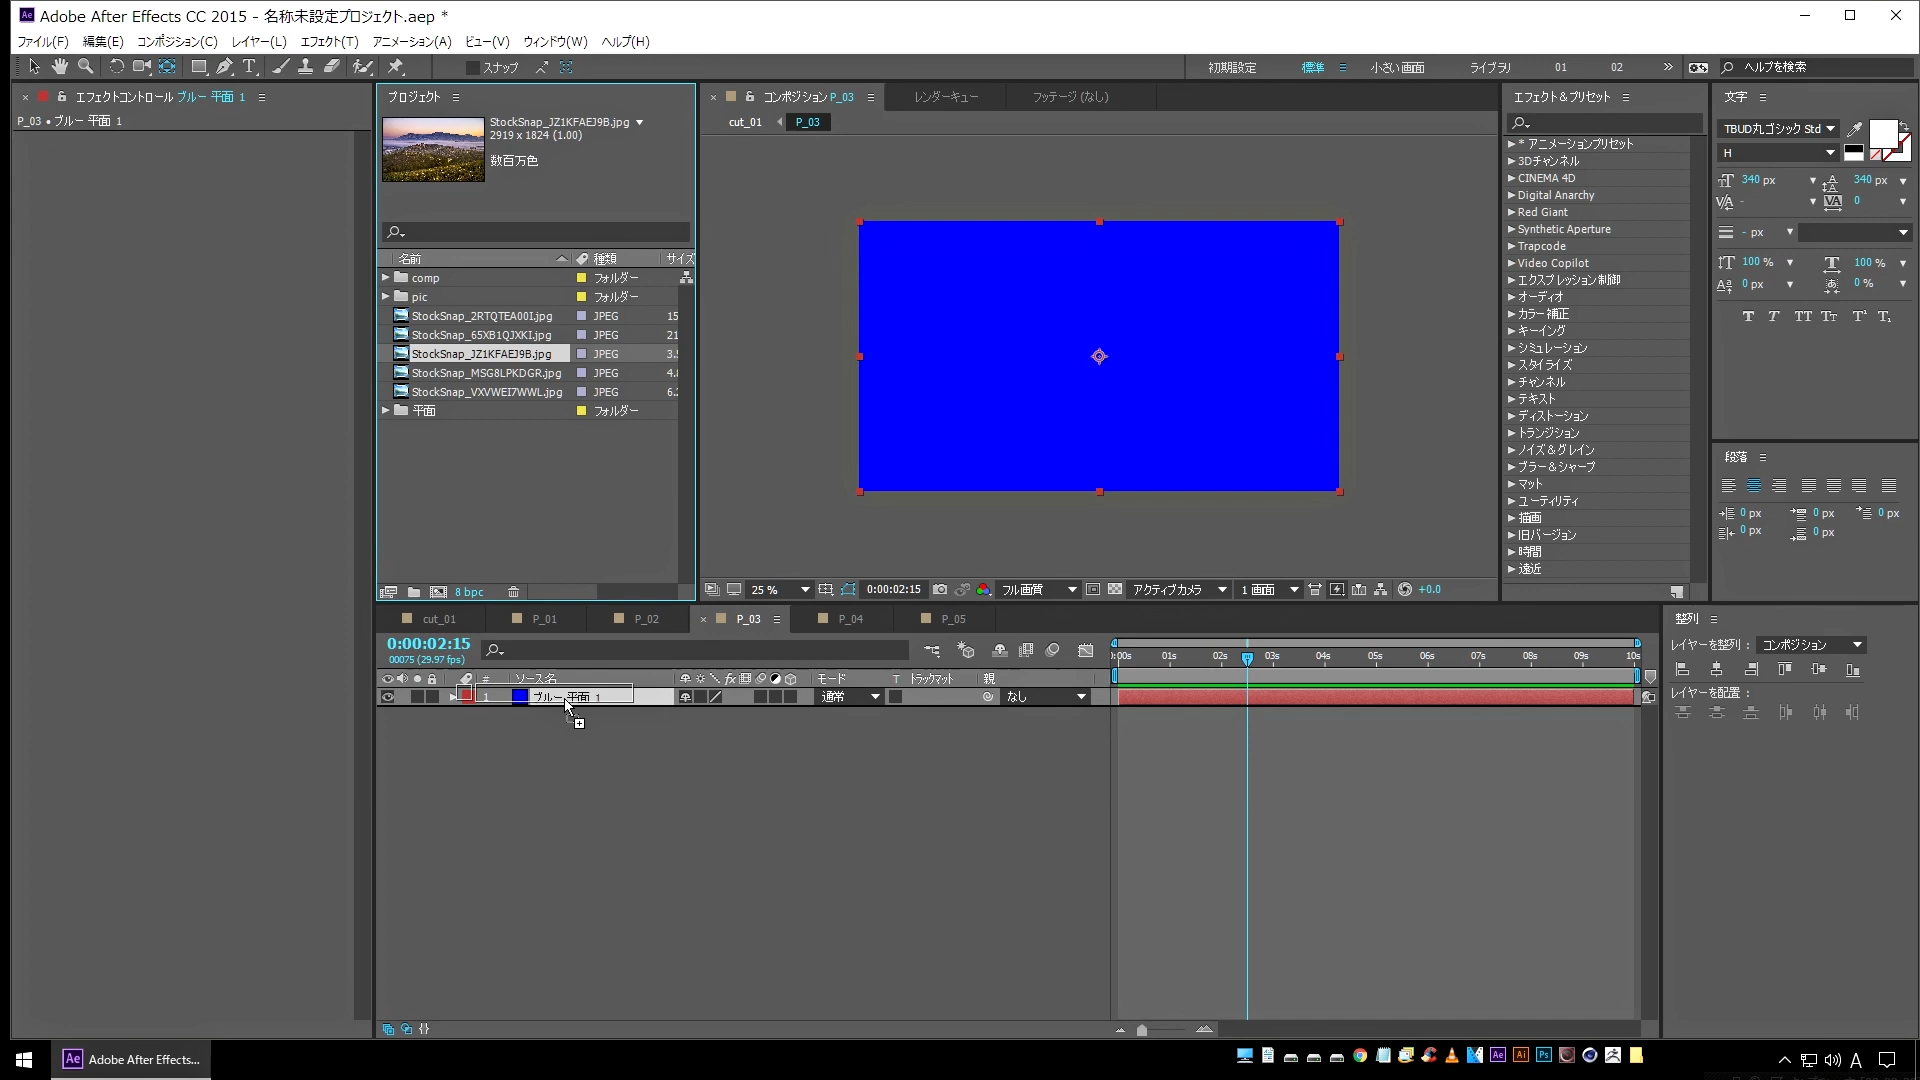 Adobe After Effects CC 2015 - 名称未設定プロジェクト.aep *
ファイル(F) 編集(E) コンポジション(C) レイヤー(L) エフェクト(T) アニメーション(A) ビュー(V) ウィンドウ(W) ヘルプ(H)
スナップ 初期設定 標準 小さい画面 ライブラリ 01 02 ヘルプを検索
エフェクトコントロール ブルー 平面 1
P_03 • ブルー 平面 1
プロジェクト
StockSnap_JZ1KFAEJ9B.jpg
2919 x 1824 (1.00)
数百万色
名前 種類 サイズ
comp フォルダー
pic フォルダー
StockSnap_2RTQTEA00I.jpg JPEG 15
StockSnap_65XB1QJXKI.jpg JPEG 21
StockSnap_JZ1KFAEJ9B.jpg JPEG 3.5
StockSnap_MSG8LPKDGR.jpg JPEG 4.8
StockSnap_VXVWEI7WWL.jpg JPEG 6.2
平面 フォルダー
8 bpc
コンポジション P_03 レンダーキュー フッテージ (なし)
cut_01 P_03
25 % 0:00:02:15 フル画質 アクティブカメラ 1 画面 +0.0
エフェクト&プリセット
* アニメーションプリセット
3Dチャンネル
CINEMA 4D
Digital Anarchy
Red Giant
Synthetic Aperture
Trapcode
Video Copilot
エクスプレッション制御
オーディオ
カラー補正
キーイング
シミュレーション
スタイライズ
チャンネル
テキスト
ディストーション
トランジション
ノイズ&グレイン
ブラー&シャープ
マット
ユーティリティ
描画
旧バージョン
時間
遠近
文字
TBUD丸ゴシック Std
H
340 px 340 px
- 0
- px
100 % 100 %
0 px 0 %
段落
0 px 0 px 0 px
0 px 0 px
cut_01 P_01 P_02 P_03 P_04 P_05
0:00:02:15
00075 (29.97 fps)
# ソース名 モード T トラックマット 親
1 ブルー 平面 1 通常 なし
0:00s 01s 02s 03s 04s 05s 06s 07s 08s 09s 10s
整列
レイヤーを整列： コンポジション
レイヤーを配置：
Adobe After Effects...
A